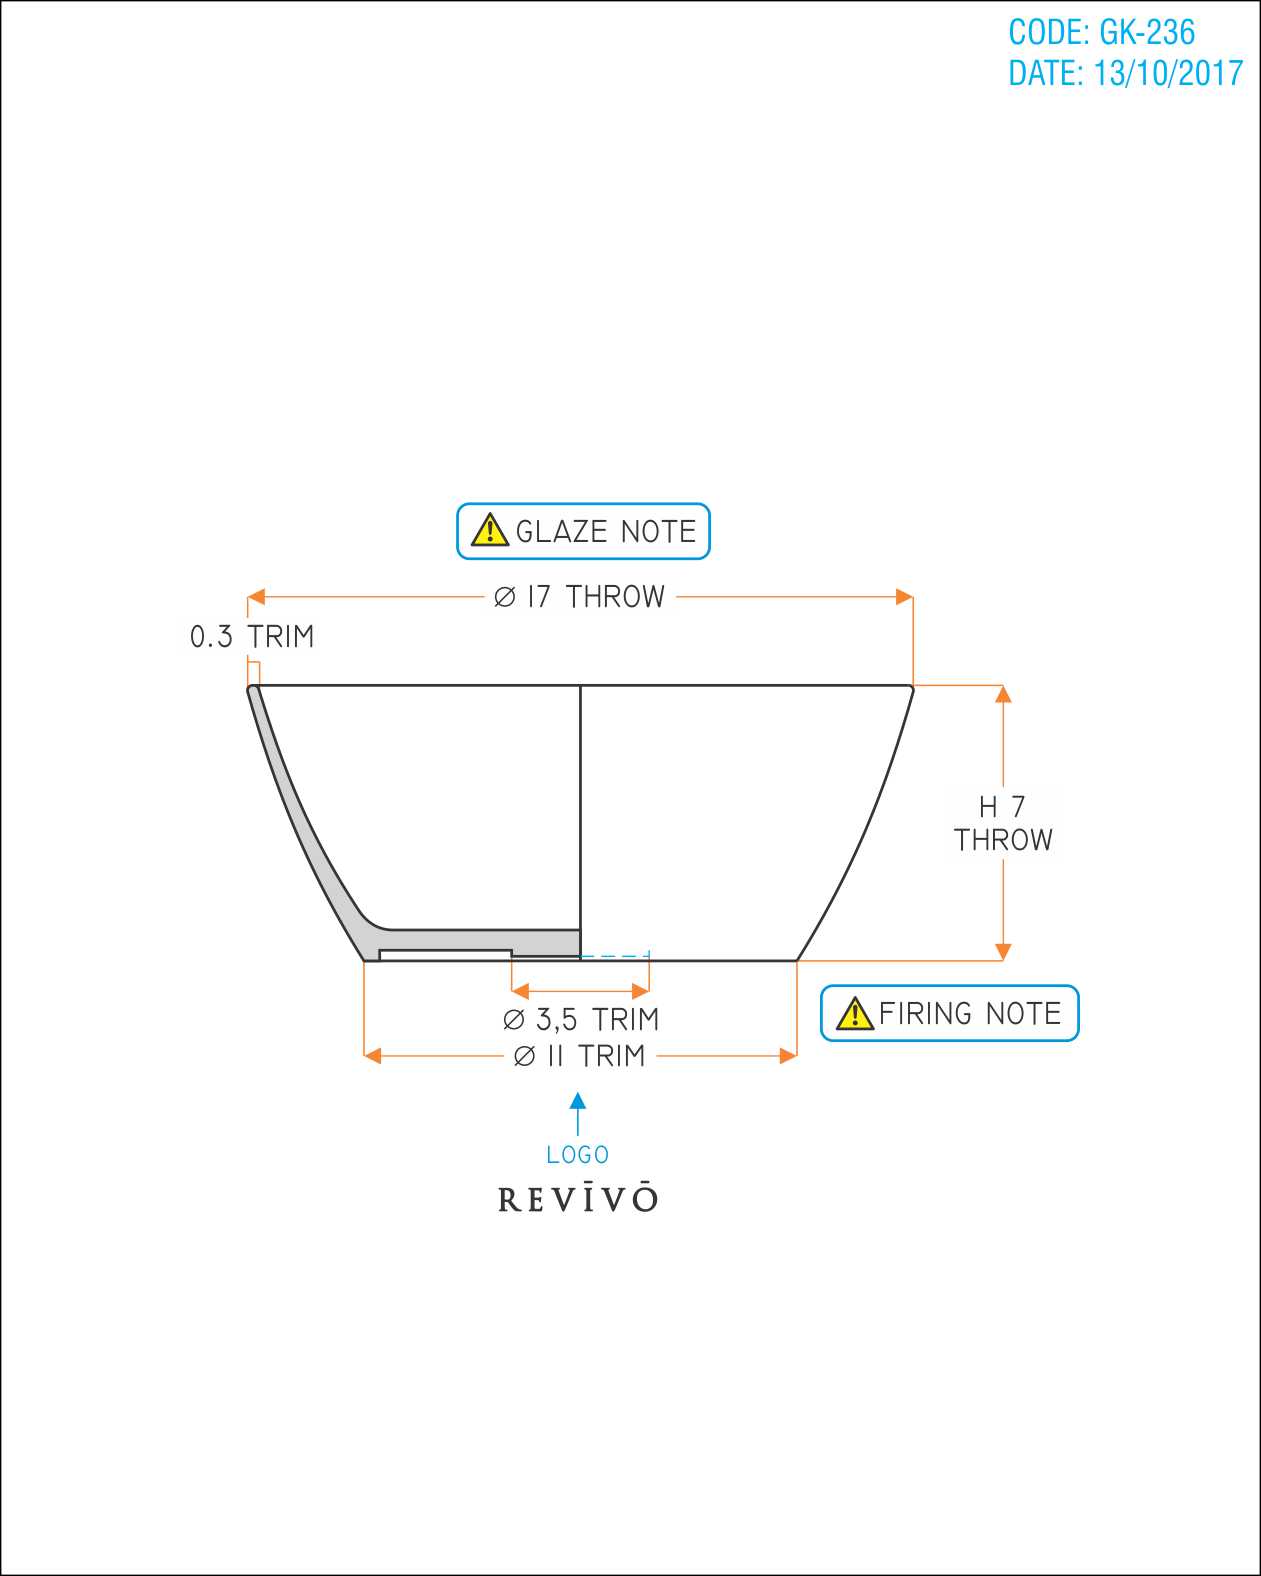 CODE: GK-236
DATE: 13/10/2017
GLAZE NOTE
Ø 17 THROW
0.3 TRIM
H 7
THROW
Ø 3,5 TRIM
FIRING NOTE
Ø 11 TRIM
LOGO
REVĪVŌ